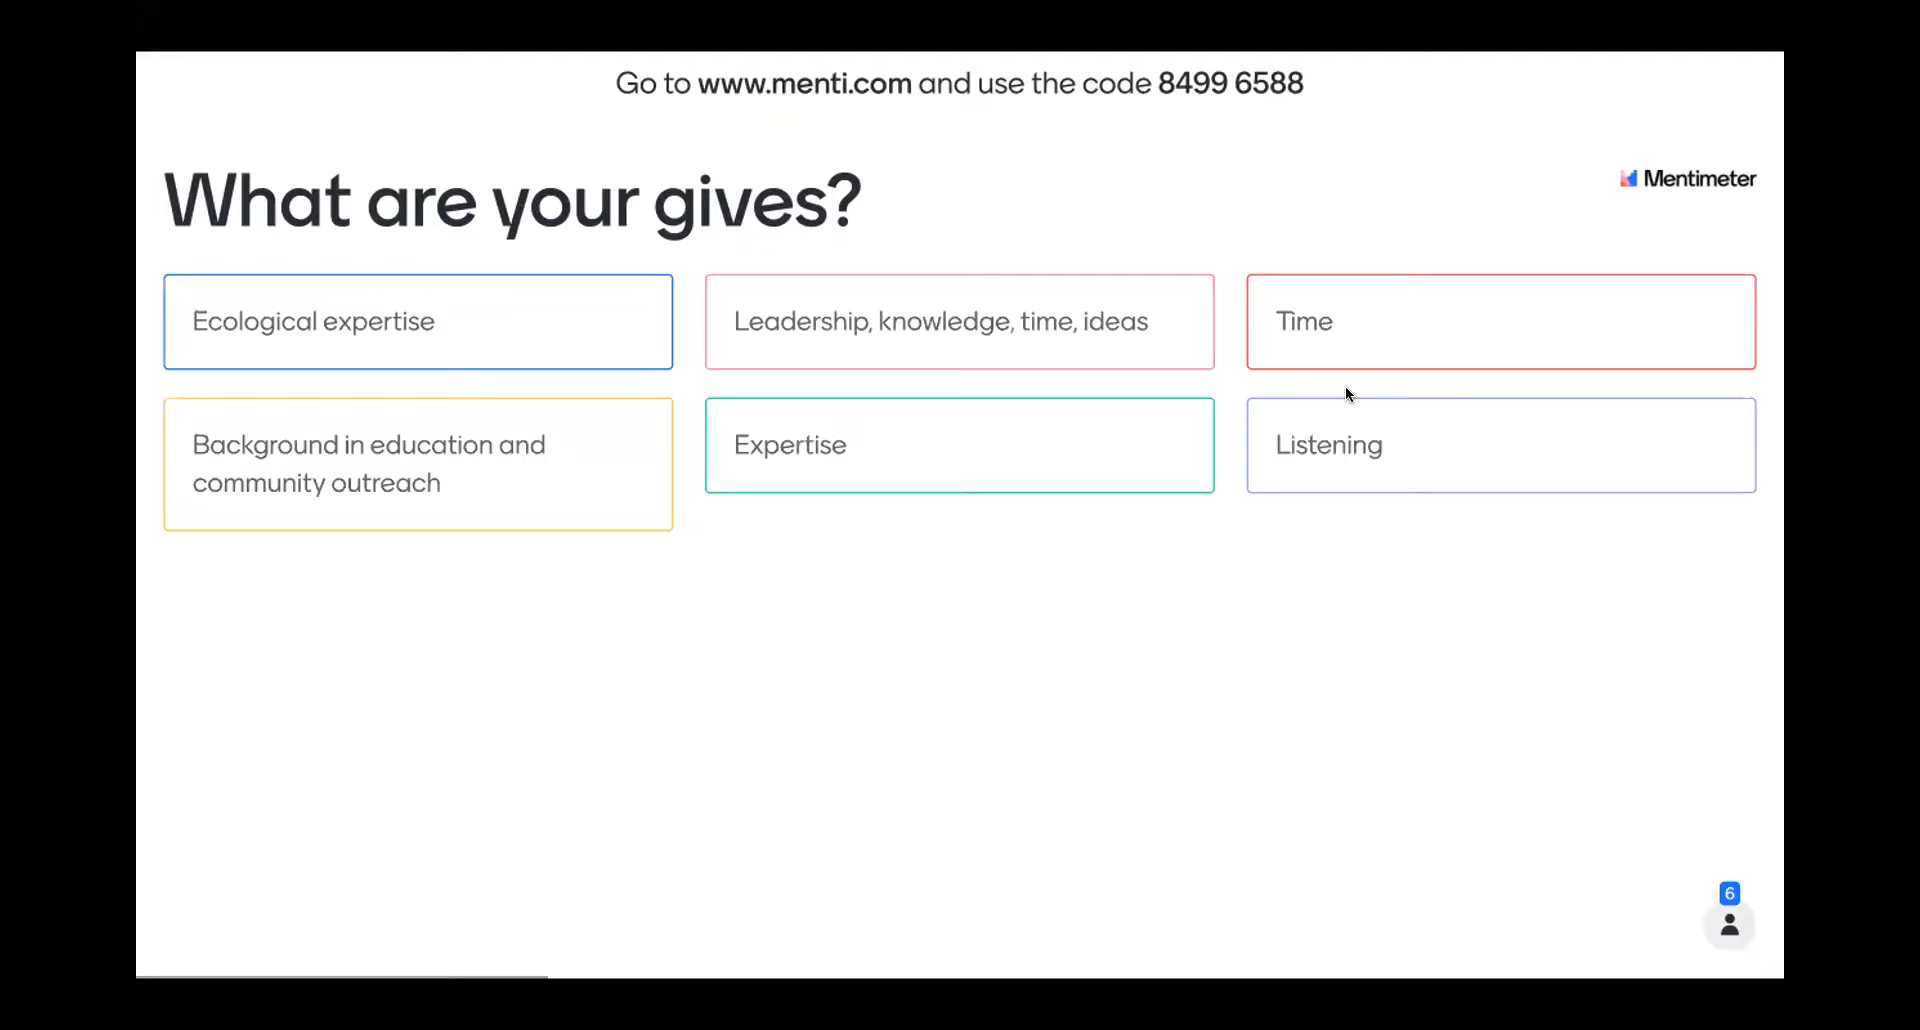 Go to www.menti.com and use the code 8499 6588
What are your gives?
Mentimeter
Ecological expertise
Leadership, knowledge, time, ideas
Time
Background in education and
community outreach
Expertise
Listening
6